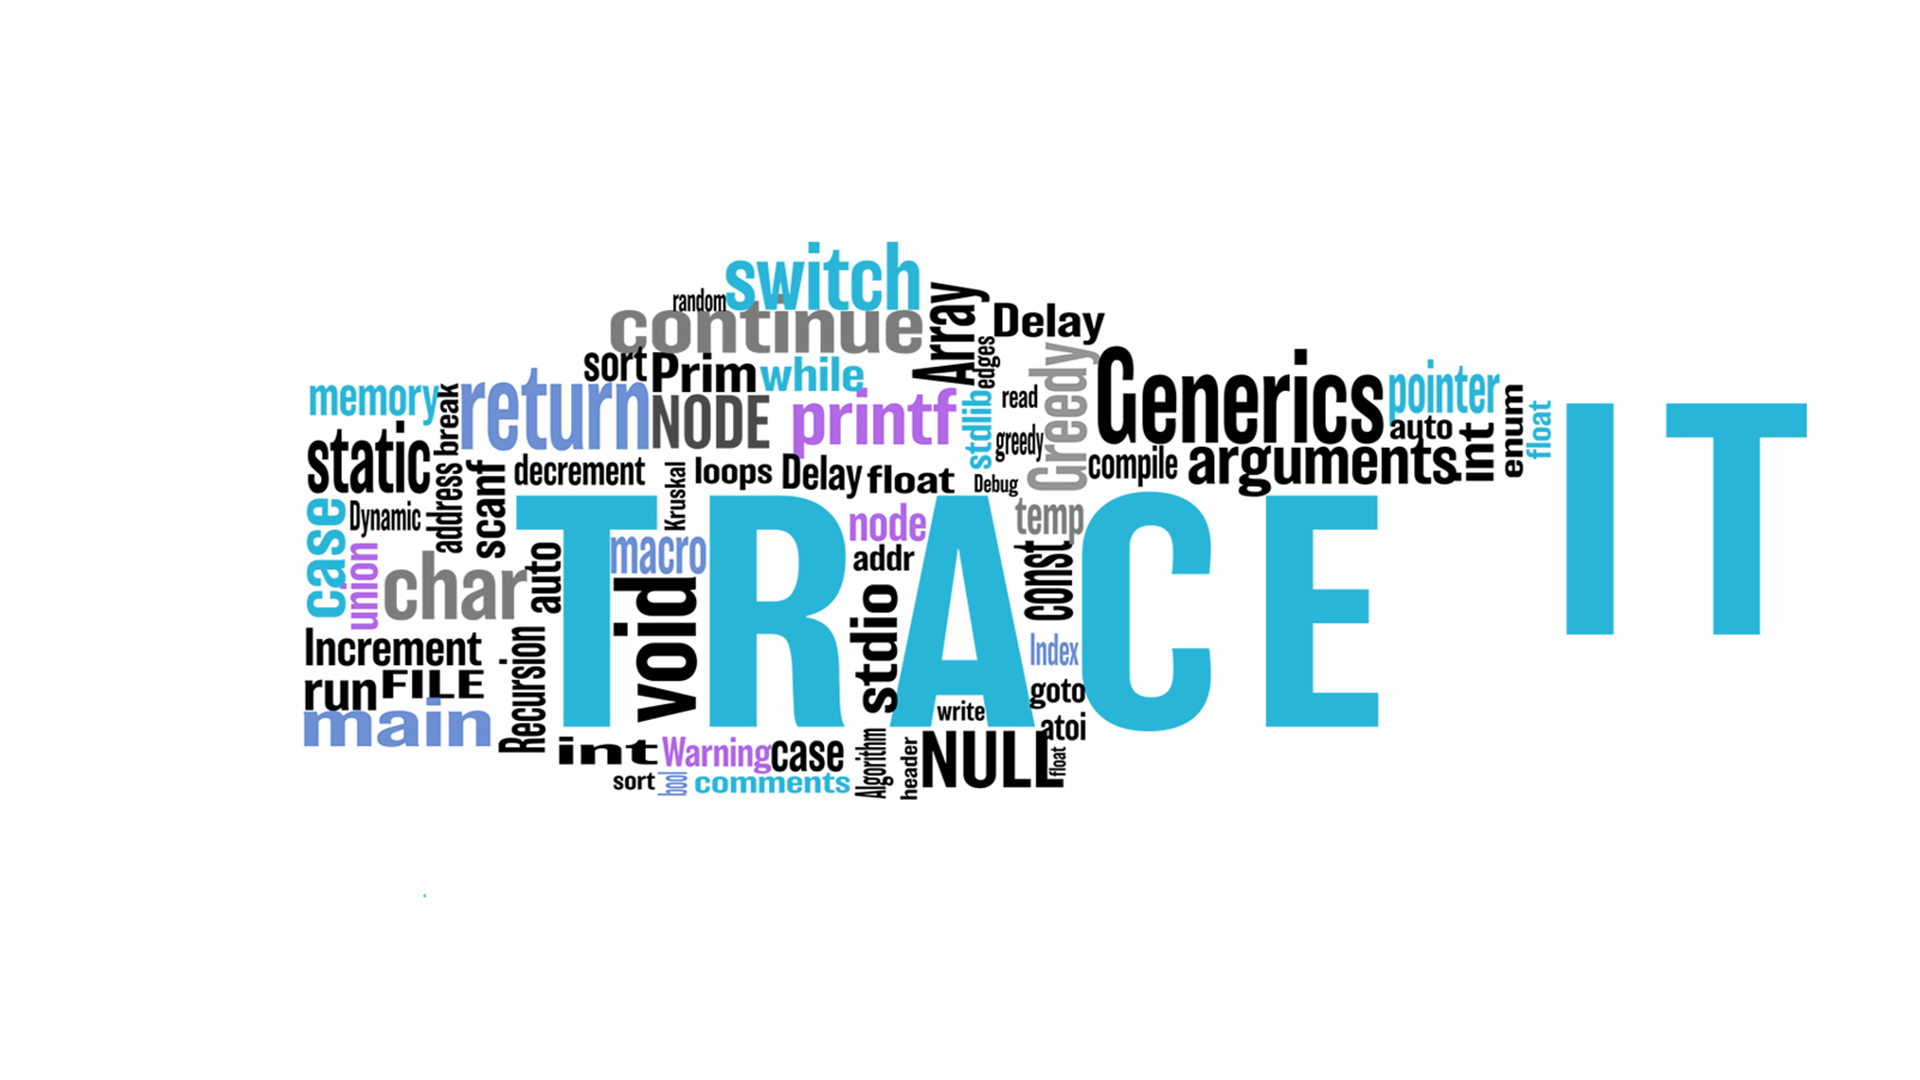 switch
random
continue
Array
Delay
edges
sort
Prim
while
memory
break
return
NODE
printf
stdlib
read
greedy
Greedy
Generics
pointer
auto
int
enum
float
IT
static
address
scanf
decrement
Kruskal
loops
Delay
float
Debug
compile
arguments
case
Dynamic
union
char
auto
macro
void
node
addr
stdio
temp
const
TRACE
Increment
run
FILE
main
Recursion
Index
goto
write
atoi
int
Warning
case
Algorithm
header
NULL
float
sort
bool
comments